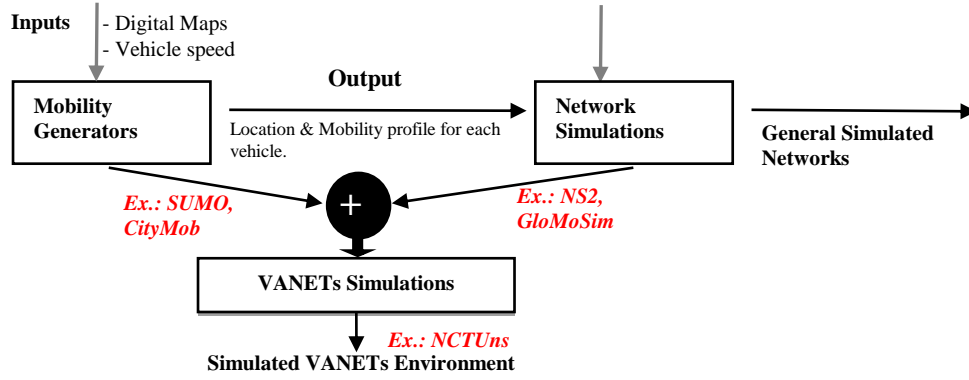 Inputs
- Digital Maps
- Vehicle speed
Mobility
Generators
Output
Location & Mobility profile for each
vehicle.
Network
Simulations
General Simulated
Networks
Ex.: SUMO,
CityMob
+
Ex.: NS2,
GloMoSim
VANETs Simulations
Ex.: NCTUns
Simulated VANETs Environment